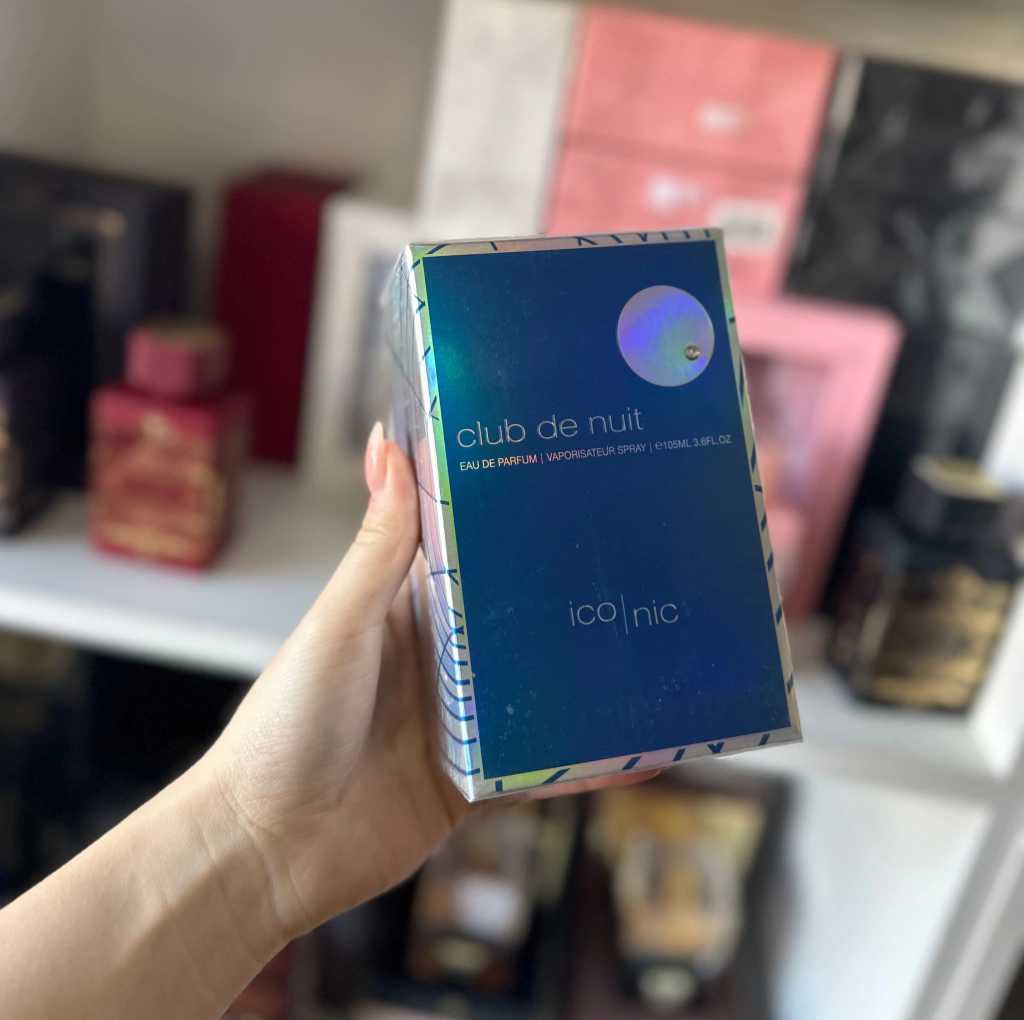 club de nuit
EAU DE PARFUM | VAPORISATEUR SPRAY | ℮105ML 3.6FL.OZ
ico|nic